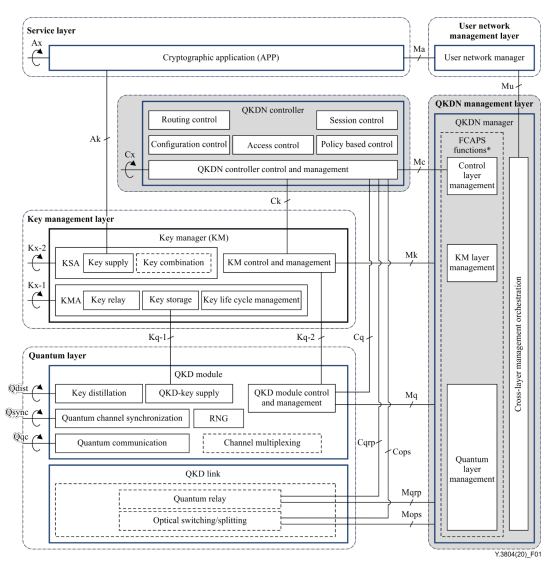 Service layer
Ax
Cryptographic application (APP)
Ma
User network
management layer
User network manager
Mu
Ak
QKDN controller
Routing control
Session control
Configuration control
Access control
Policy based control
Cx
QKDN controller control and management
Mc
Ck
QKDN management layer
QKDN manager
FCAPS
functions*
Control
layer
management
KM layer
management
Quantum
layer
management
Cross-layer management orchestration
Key management layer
Key manager (KM)
Kx-2
KSA
Key supply
Key combination
KM control and management
Mk
Kx-1
KMA
Key relay
Key storage
Key life cycle management
Kq-1
Kq-2
Cq
Quantum layer
QKD module
Qdist
Key distillation
QKD-key supply
QKD module control
and management
Mq
Qsync
Quantum channel synchronization
RNG
Qqc
Quantum communication
Channel multiplexing
Cqrp
Cops
QKD link
Quantum relay
Mqrp
Optical switching/splitting
Mops
Y.3804(20)_F01